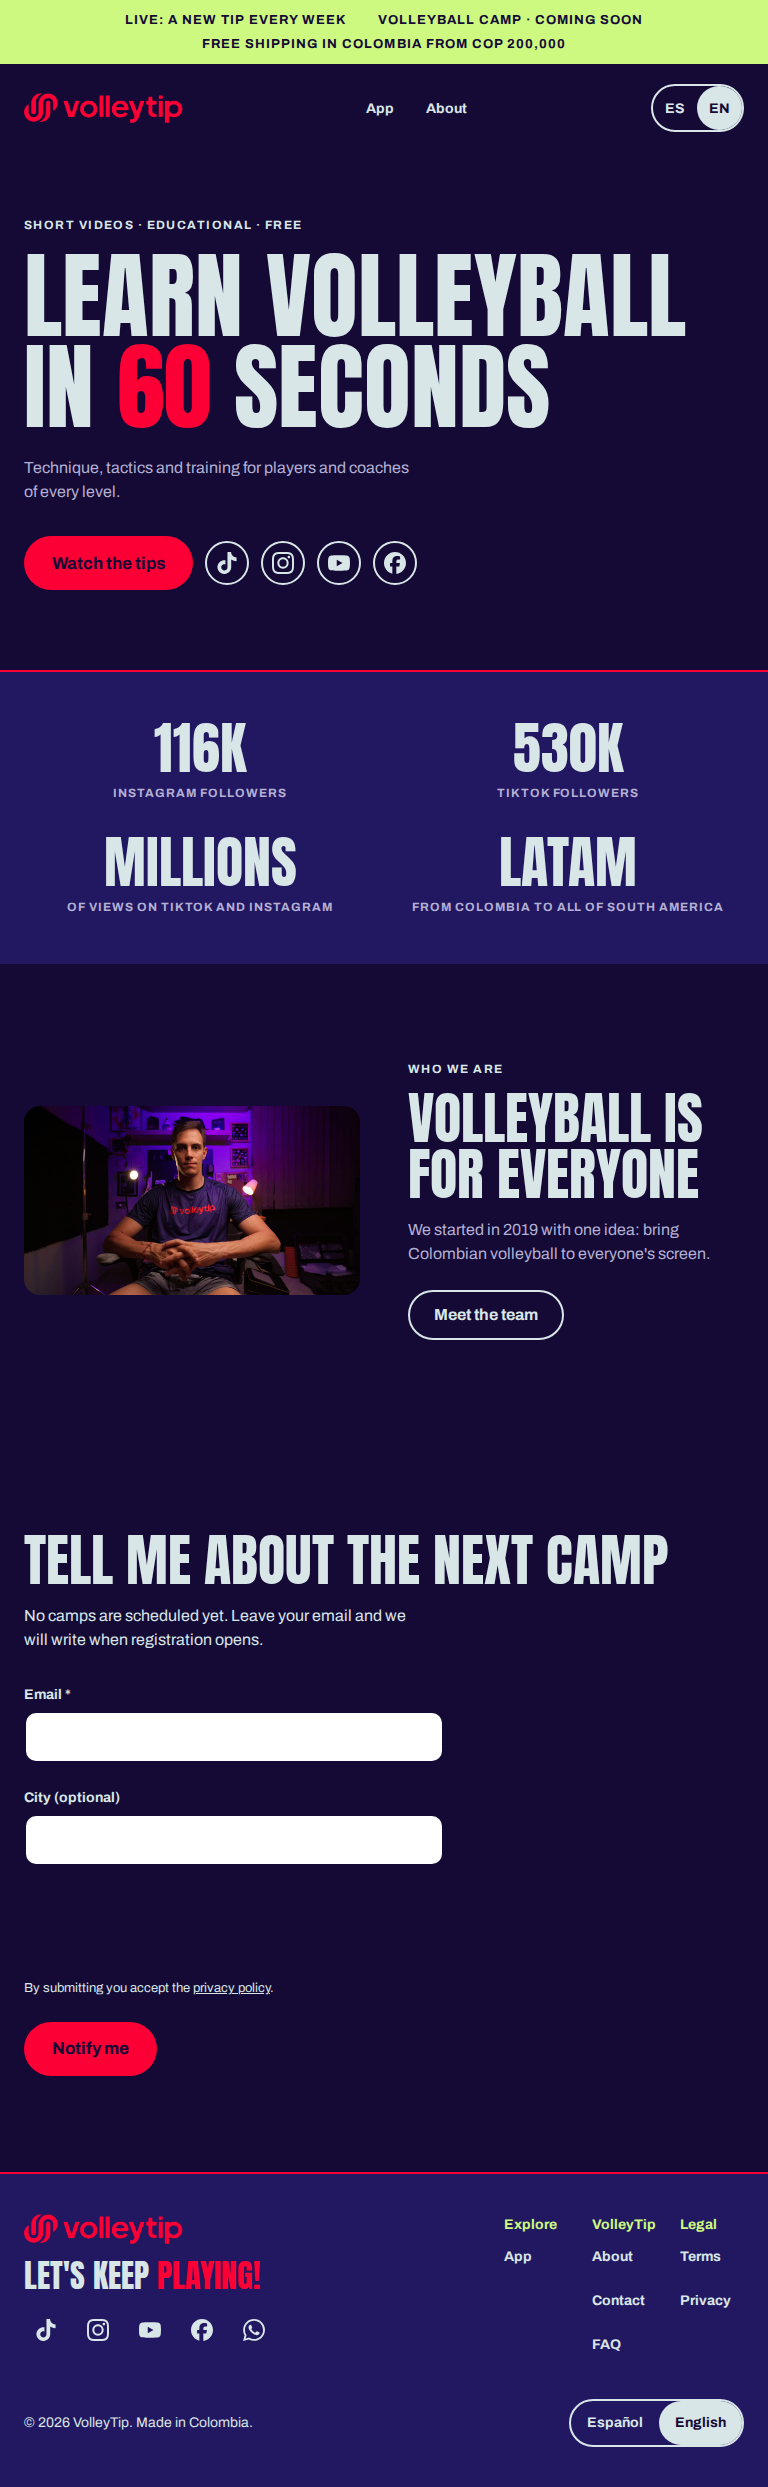 LIVE: A NEW TIP EVERY WEEK VOLLEYBALL CAMP · COMING SOON
FREE SHIPPING IN COLOMBIA FROM COP 200,000
volleytip
App About
ES EN
SHORT VIDEOS · EDUCATIONAL · FREE
LEARN VOLLEYBALL
IN 60 SECONDS
Technique, tactics and training for players and coaches
of every level.
Watch the tips
116K
INSTAGRAM FOLLOWERS
530K
TIKTOK FOLLOWERS
MILLIONS
OF VIEWS ON TIKTOK AND INSTAGRAM
LATAM
FROM COLOMBIA TO ALL OF SOUTH AMERICA
volleytip
WHO WE ARE
VOLLEYBALL IS
FOR EVERYONE
We started in 2019 with one idea: bring
Colombian volleyball to everyone's screen.
Meet the team
TELL ME ABOUT THE NEXT CAMP
No camps are scheduled yet. Leave your email and we
will write when registration opens.
Email *
City (optional)
By submitting you accept the privacy policy.
Notify me
volleytip
LET'S KEEP PLAYING!
Explore
App
VolleyTip
About
Contact
FAQ
Legal
Terms
Privacy
© 2026 VolleyTip. Made in Colombia.
Español English